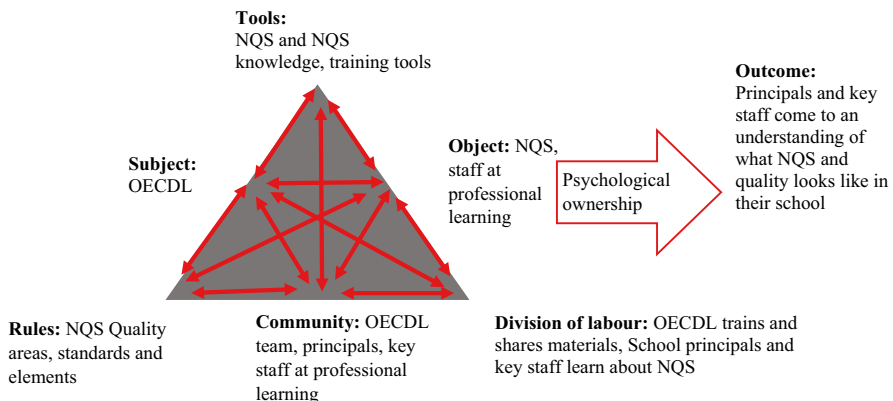 Tools:
NQS and NQS
knowledge, training tools
Subject:
OECDL
Object: NQS,
staff at
professional
learning
Psychological
ownership
Outcome:
Principals and key
staff come to an
understanding of
what NQS and
quality looks like in
their school
Rules: NQS Quality
areas, standards and
elements
Community: OECDL
team, principals, key
staff at professional
learning
Division of labour: OECDL trains and
shares materials, School principals and
key staff learn about NQS